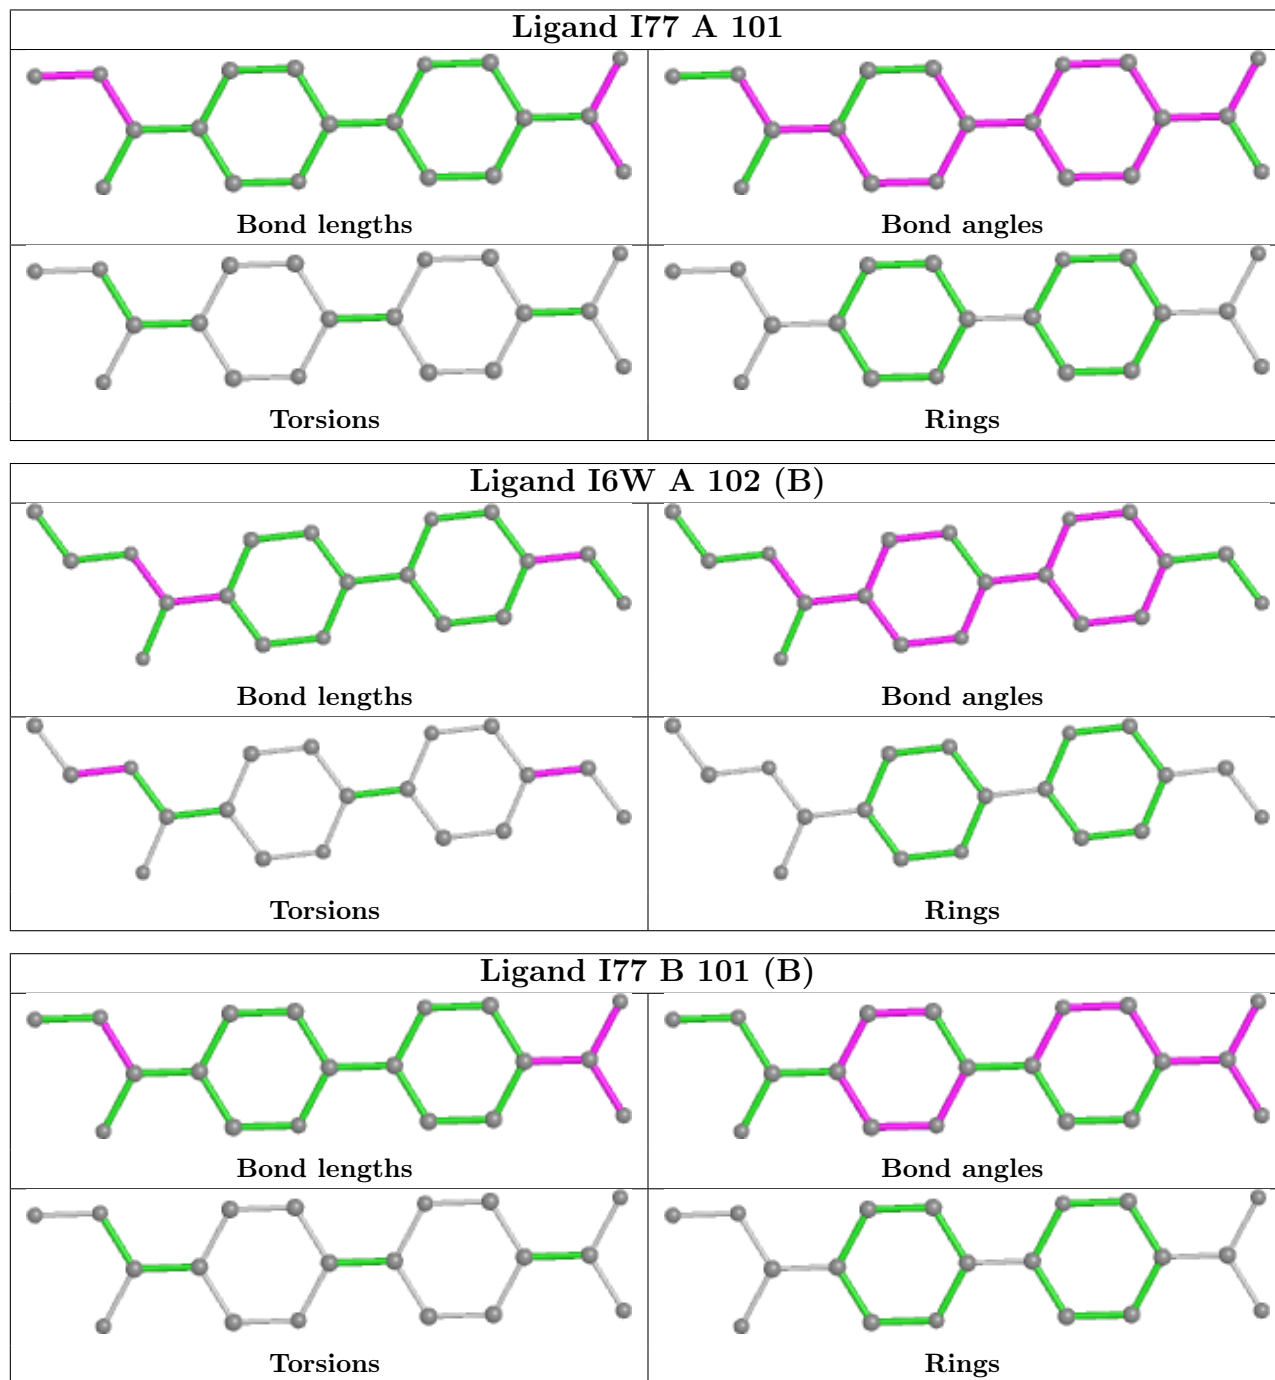 Ligand I77 A 101
Bond lengths
Bond angles
Torsions
Rings
Ligand I6W A 102 (B)
Bond lengths
Bond angles
Torsions
Rings
Ligand I77 B 101 (B)
Bond lengths
Bond angles
Torsions
Rings